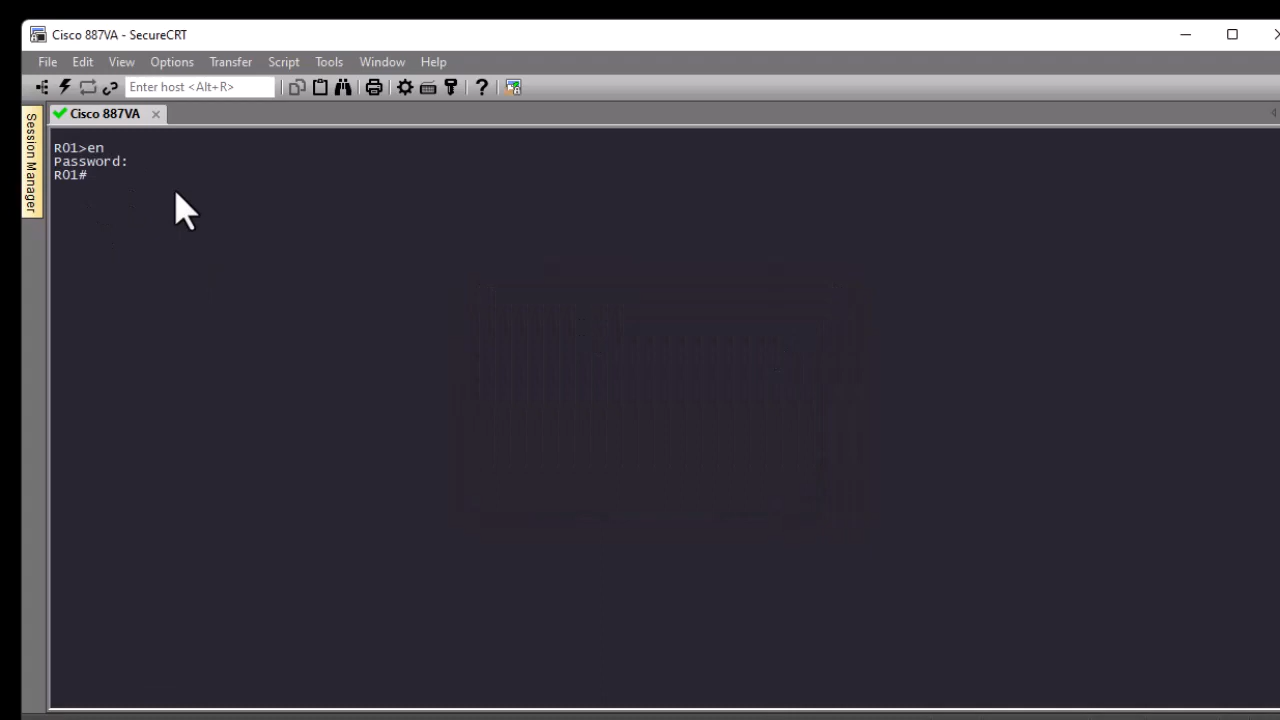 Cisco 887VA - SecureCRT
File Edit View Options Transfer Script Tools Window Help
Enter host <Alt+R>
Cisco 887VA
Session Manager
R01>en
Password:
R01#